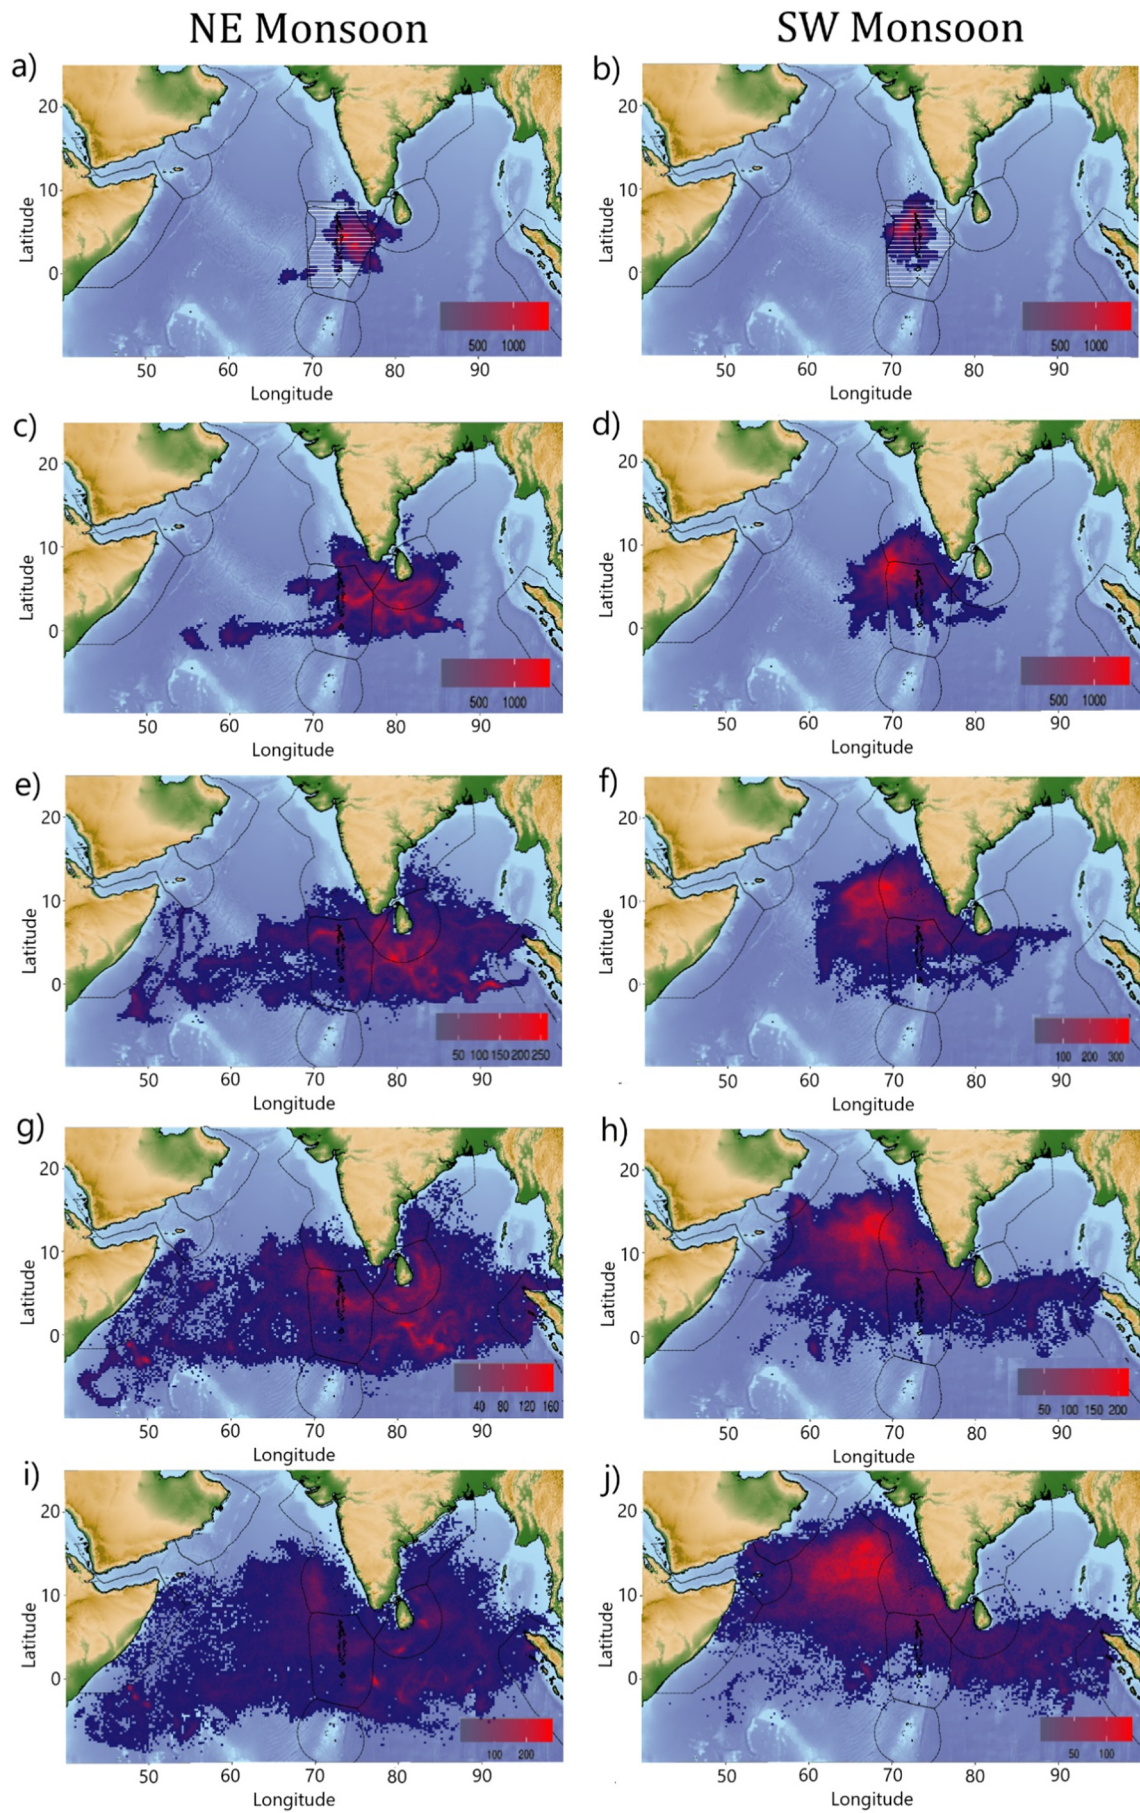 NE Monsoon SW Monsoon
a) b)
20 20
10 10
0 0
Latitude Latitude
500 1000 500 1000
50 60 70 80 90 50 60 70 80 90
Longitude Longitude
c) d)
20 20
10 10
0 0
Latitude Latitude
500 1000 500 1000
50 60 70 80 90 50 60 70 80 90
Longitude Longitude
e) f)
20 20
10 10
0 0
Latitude Latitude
50 100 150 200 250 100 200 300
50 60 70 80 90 50 60 70 80 90
Longitude Longitude
g) h)
20 20
10 10
0 0
Latitude Latitude
40 80 120 160 50 100 150 200
50 60 70 80 90 50 60 70 80 90
Longitude Longitude
i) j)
20 20
10 10
0 0
Latitude Latitude
100 200 50 100
50 60 70 80 90 50 60 70 80 90
Longitude Longitude